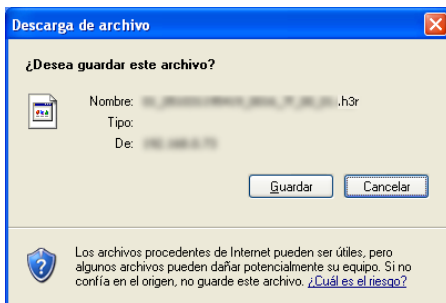 Descarga de archivo
¿Desea guardar este archivo?
Nombre: .h3r
Tipo:
De:
Guardar Cancelar
Los archivos procedentes de Internet pueden ser útiles, pero
algunos archivos pueden dañar potencialmente su equipo. Si no
confía en el origen, no guarde este archivo. ¿Cuál es el riesgo?